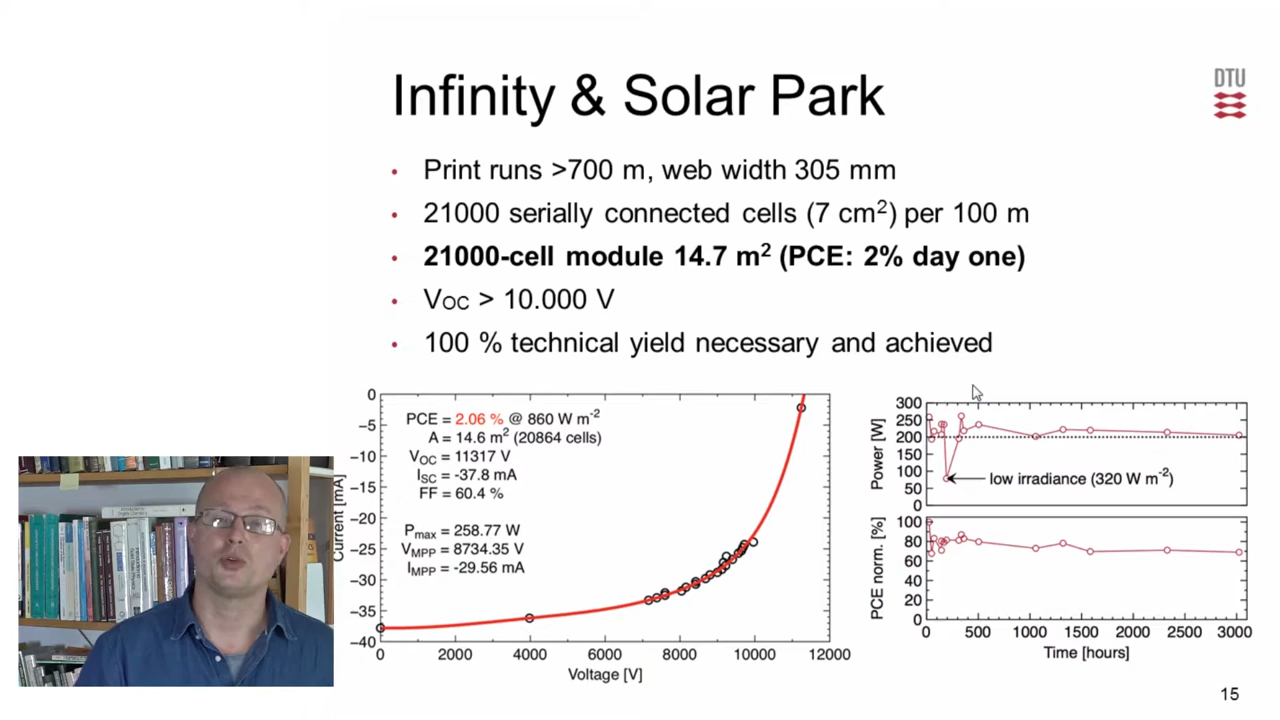 Infinity & Solar Park
DTU
• Print runs >700 m, web width 305 mm
• 21000 serially connected cells (7 cm²) per 100 m
• 21000-cell module 14.7 m² (PCE: 2% day one)
• Voc > 10.000 V
• 100 % technical yield necessary and achieved
PCE = 2.06 % @ 860 W m⁻²
A = 14.6 m² (20864 cells)
VOC = 11317 V
ISC = -37.8 mA
FF = 60.4 %
Pmax = 258.77 W
VMPP = 8734.35 V
IMPP = -29.56 mA
0
−5
−10
−15
−20
−25
−30
−35
−40
Current [mA]
0 2000 4000 6000 8000 10000 12000
Voltage [V]
300
250
200
150
100
50
0
Power [W]
low irradiance (320 W m⁻²)
100
80
60
40
20
0
PCE norm. [%]
0 500 1000 1500 2000 2500 3000
Time [hours]
15